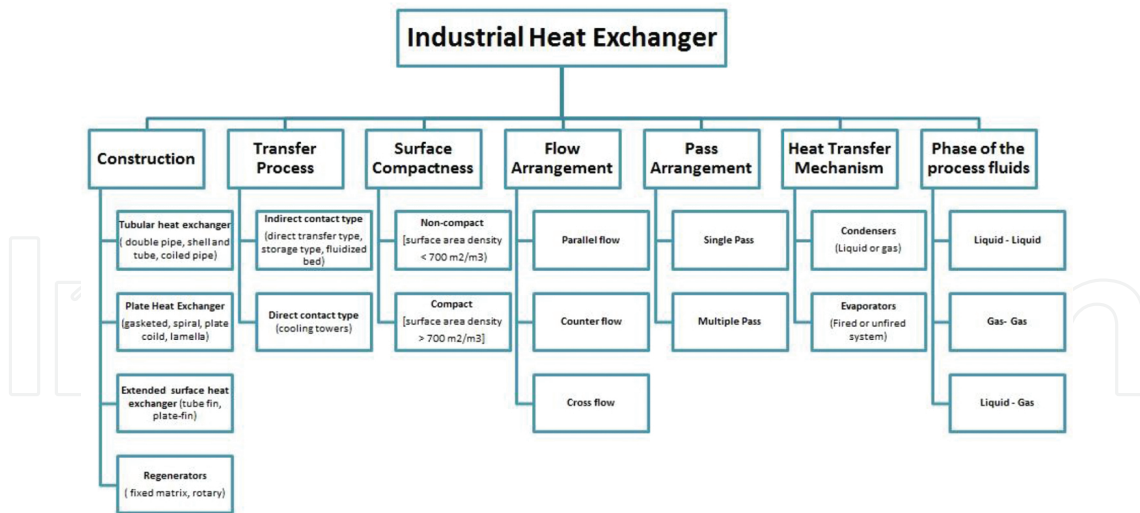 Industrial Heat Exchanger
Construction
Tubular heat exchanger
( double pipe, shell and
tube, coiled pipe)
Plate Heat Exchanger
(gasketed, spiral, plate
coild, lamella)
Extended surface heat
exchanger (tube fin,
plate-fin)
Regenerators
( fixed matrix, rotary)
Transfer
Process
Indirect contact type
(direct transfer type,
storage type, fluidized
bed)
Direct contact type
(cooling towers)
Surface
Compactness
Non-compact
[surface area density
< 700 m2/m3)
Compact
[surface area density
> 700 m2/m3]
Flow
Arrangement
Parallel flow
Counter flow
Cross flow
Pass
Arrangement
Single Pass
Multiple Pass
Heat Transfer
Mechanism
Condensers
(Liquid or gas)
Evaporators
(Fired or unfired
system)
Phase of the
process fluids
Liquid - Liquid
Gas- Gas
Liquid - Gas